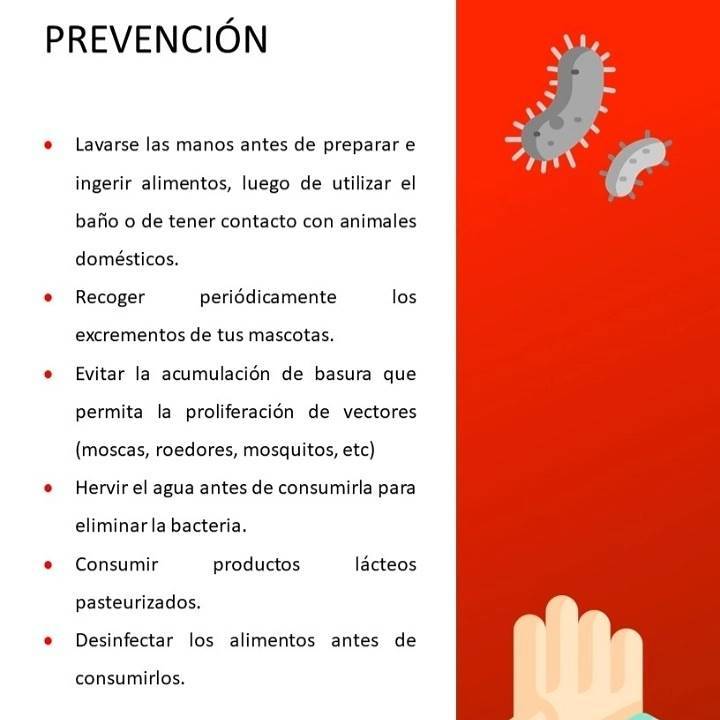 PREVENCIÓN
• Lavarse las manos antes de preparar e
ingerir alimentos, luego de utilizar el
baño o de tener contacto con animales
domésticos.
• Recoger periódicamente los
excrementos de tus mascotas.
• Evitar la acumulación de basura que
permita la proliferación de vectores
(moscas, roedores, mosquitos, etc)
• Hervir el agua antes de consumirla para
eliminar la bacteria.
• Consumir productos lácteos
pasteurizados.
• Desinfectar los alimentos antes de
consumirlos.